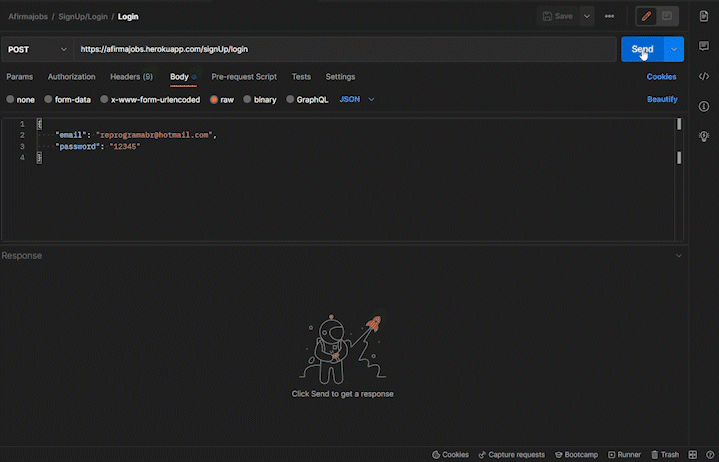 Afirmajobs / SignUp/Login / Login
Save
POST https://afirmajobs.herokuapp.com/signUp/login Send
Params Authorization Headers (9) Body Pre-request Script Tests Settings Cookies
none form-data x-www-form-urlencoded raw binary GraphQL JSON Beautify
1 {
2 "email": "reprogramabr@hotmail.com",
3 "password": "12345"
4 }
Response
Click Send to get a response
Cookies Capture requests Bootcamp Runner Trash